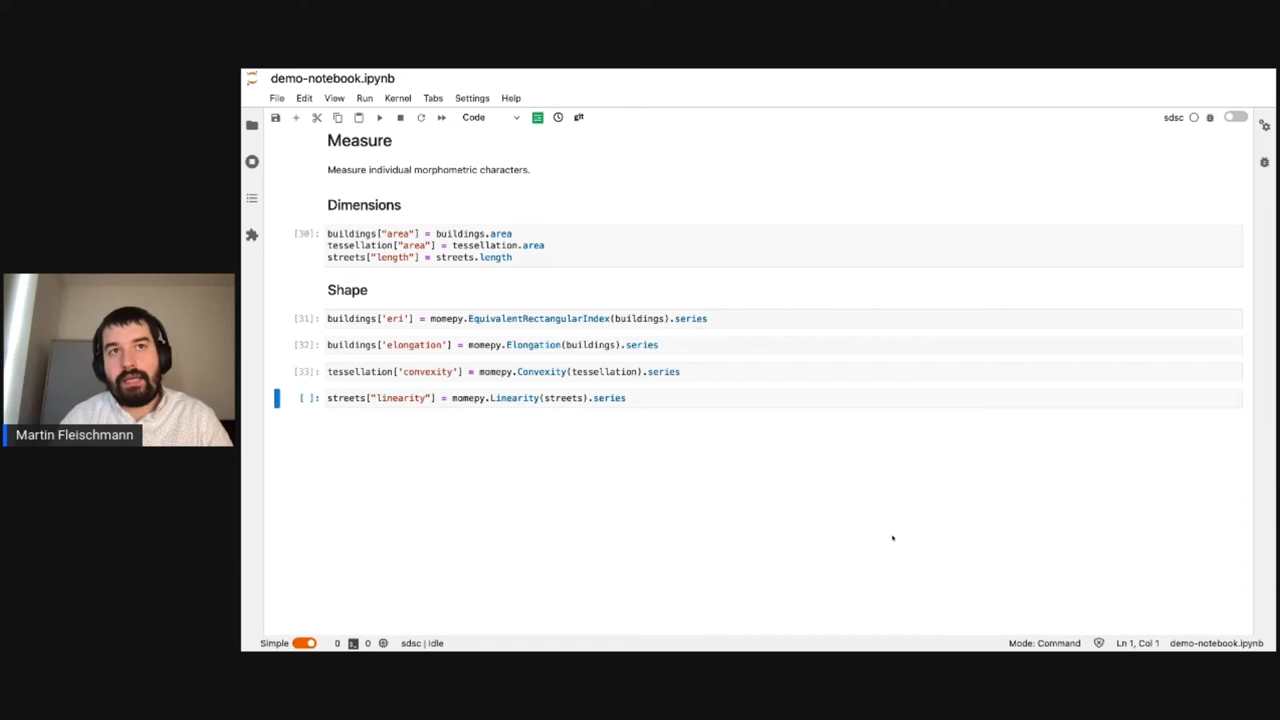 demo-notebook.ipynb
File Edit View Run Kernel Tabs Settings Help
Code
git
sdsc
Measure
Measure individual morphometric characters.
Dimensions
[30]: buildings["area"] = buildings.area
tessellation["area"] = tessellation.area
streets["length"] = streets.length
Shape
[31]: buildings['eri'] = momepy.EquivalentRectangularIndex(buildings).series
[32]: buildings['elongation'] = momepy.Elongation(buildings).series
[33]: tessellation['convexity'] = momepy.Convexity(tessellation).series
[ ]: streets["linearity"] = momepy.Linearity(streets).series
Martin Fleischmann
Simple 0 0 sdsc | Idle Mode: Command Ln 1, Col 1 demo-notebook.ipynb